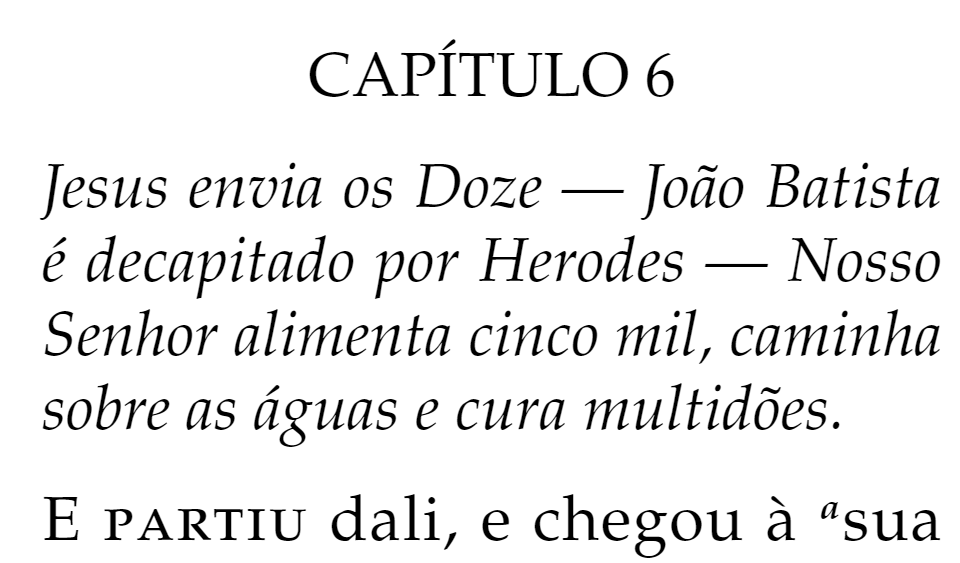 CAPÍTULO 6
Jesus envia os Doze — João Batista
é decapitado por Herodes — Nosso
Senhor alimenta cinco mil, caminha
sobre as águas e cura multidões.
E PARTIU dali, e chegou à ᵃsua